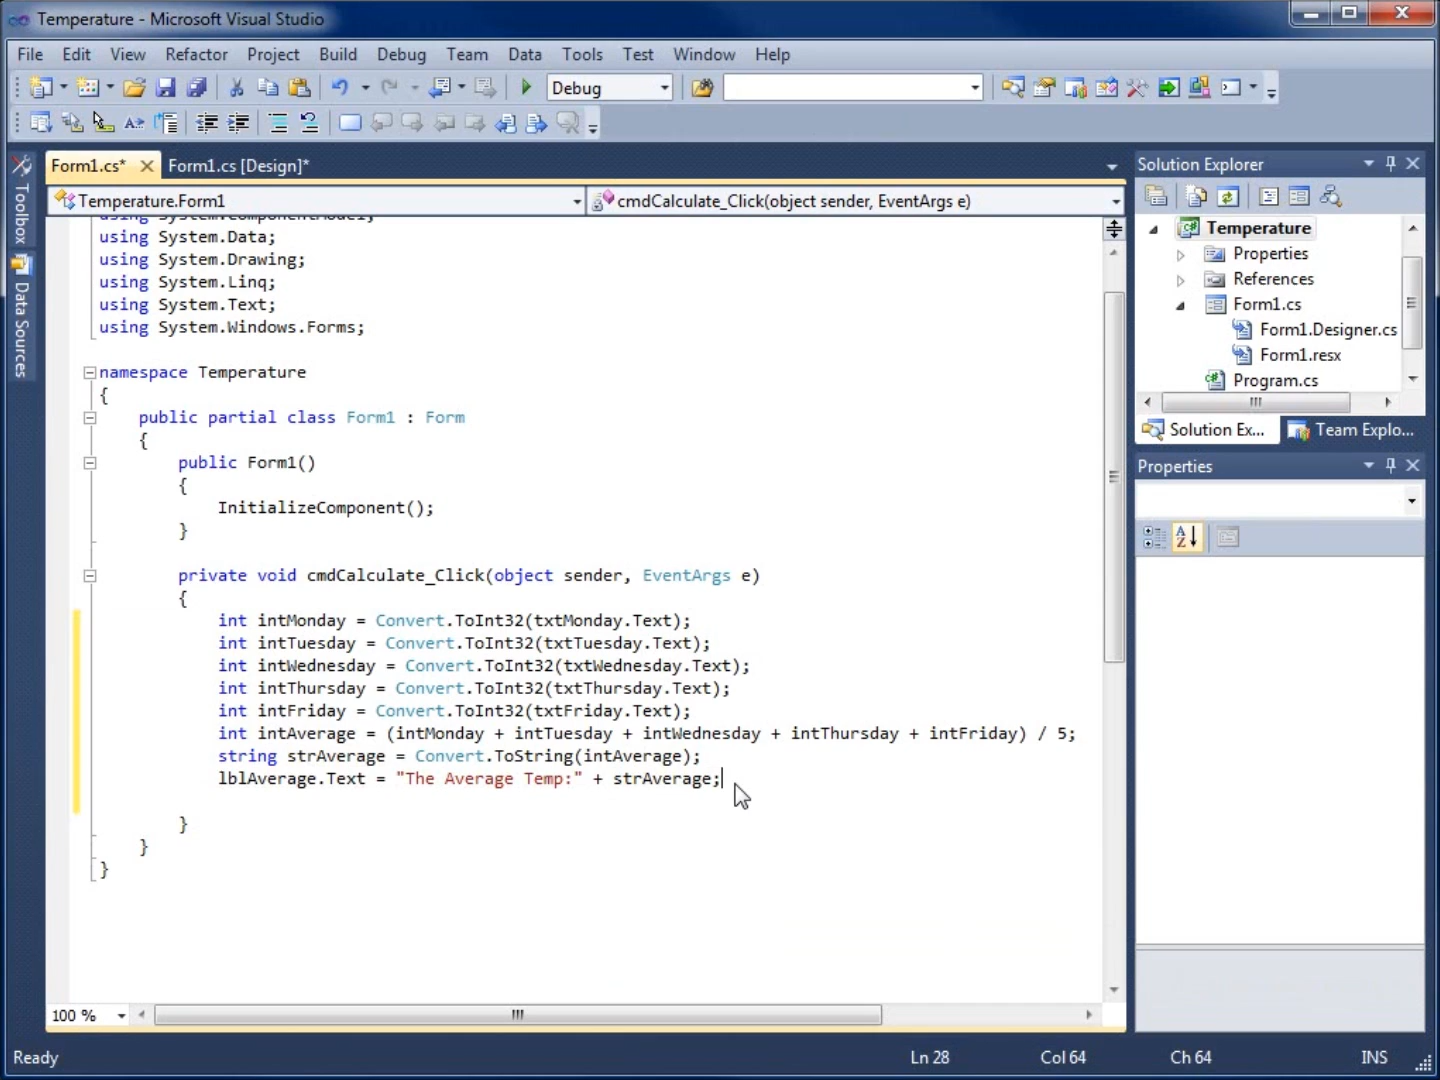 Temperature - Microsoft Visual Studio
File Edit View Refactor Project Build Debug Team Data Tools Test Window Help
Debug
Form1.cs* Form1.cs [Design]*
Temperature.Form1 cmdCalculate_Click(object sender, EventArgs e)
Toolbox
Data Sources
using System.ComponentModel;
using System.Data;
using System.Drawing;
using System.Linq;
using System.Text;
using System.Windows.Forms;
namespace Temperature
{
public partial class Form1 : Form
{
public Form1()
{
InitializeComponent();
}
private void cmdCalculate_Click(object sender, EventArgs e)
{
int intMonday = Convert.ToInt32(txtMonday.Text);
int intTuesday = Convert.ToInt32(txtTuesday.Text);
int intWednesday = Convert.ToInt32(txtWednesday.Text);
int intThursday = Convert.ToInt32(txtThursday.Text);
int intFriday = Convert.ToInt32(txtFriday.Text);
int intAverage = (intMonday + intTuesday + intWednesday + intThursday + intFriday) / 5;
string strAverage = Convert.ToString(intAverage);
lblAverage.Text = "The Average Temp:" + strAverage;
}
}
}
100 %
Solution Explorer
Temperature
Properties
References
Form1.cs
Form1.Designer.cs
Form1.resx
Program.cs
Solution Ex... Team Explo...
Properties
Ready Ln 28 Col 64 Ch 64 INS